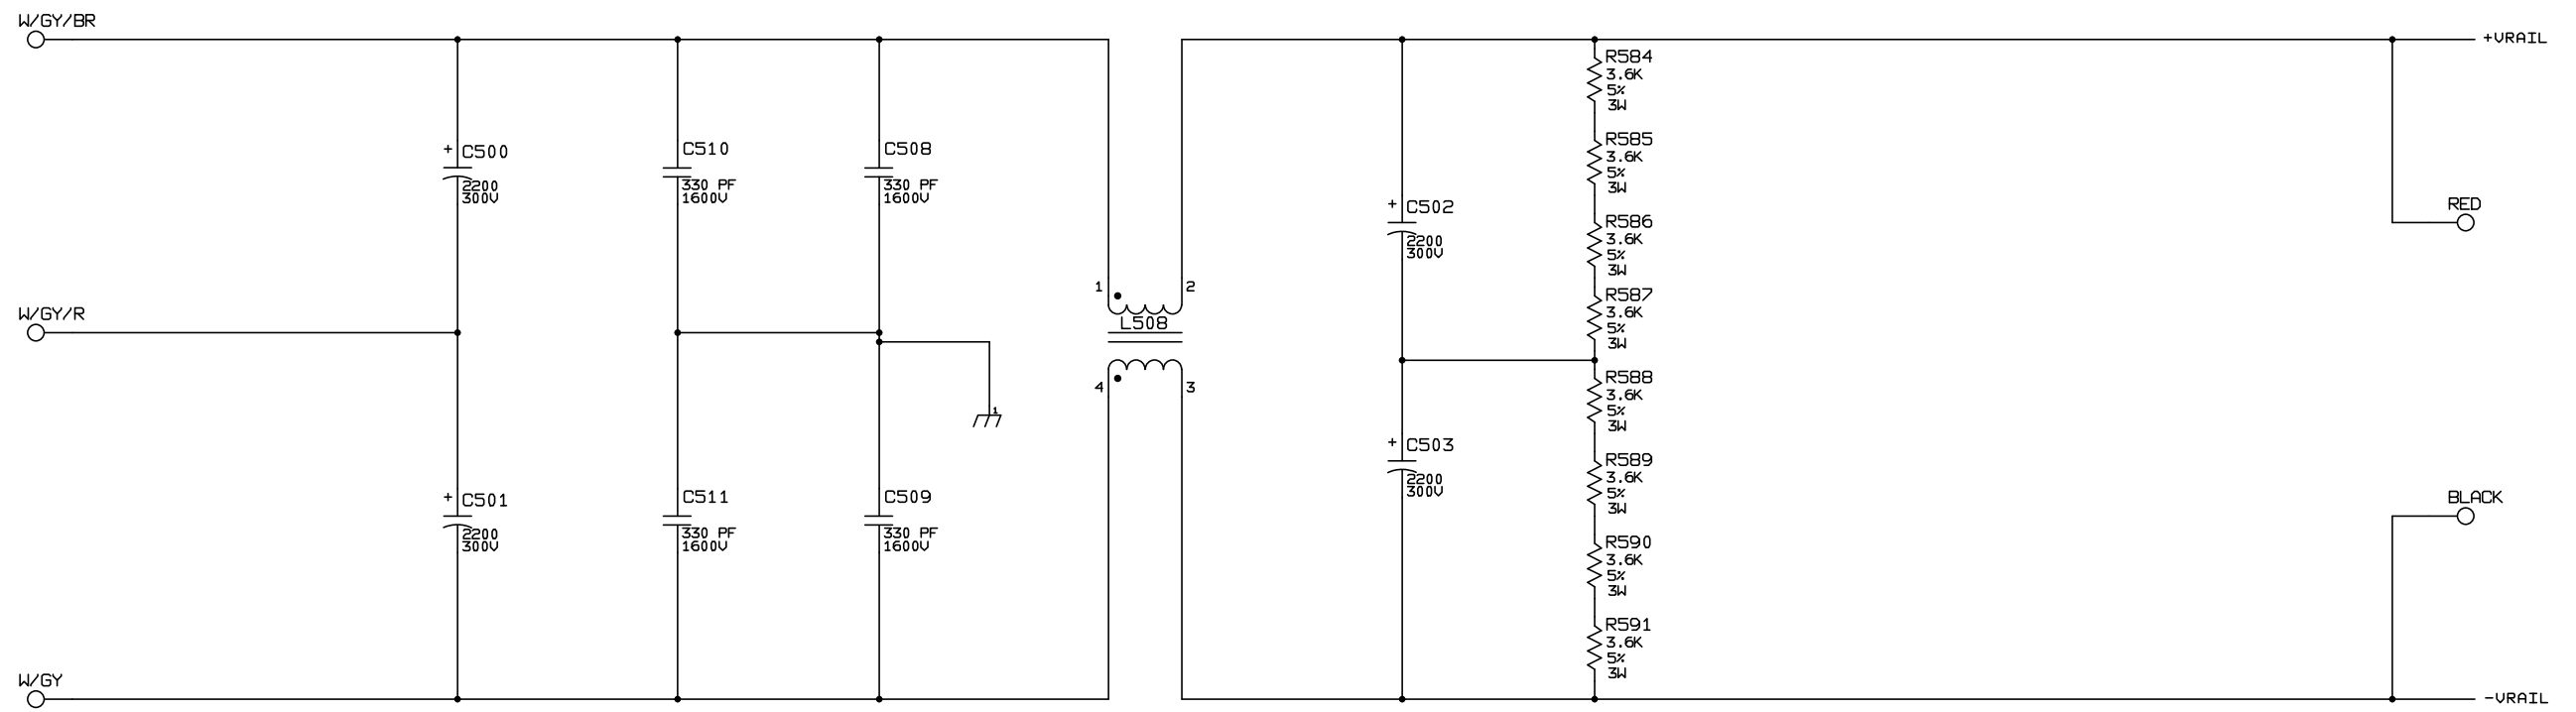 W/GY/BR
+VRAIL
R584
3.6K
5%
3W
R585
3.6K
5%
3W
+ C500
2200
300V
C510
330 PF
1600V
C508
330 PF
1600V
+ C502
2200
300V
R586
3.6K
5%
3W
RED
1
2
L508
4
3
R587
3.6K
5%
3W
W/GY/R
1
R588
3.6K
5%
3W
+ C503
2200
300V
R589
3.6K
5%
3W
+ C501
2200
300V
C511
330 PF
1600V
C509
330 PF
1600V
BLACK
R590
3.6K
5%
3W
R591
3.6K
5%
3W
W/GY
-VRAIL